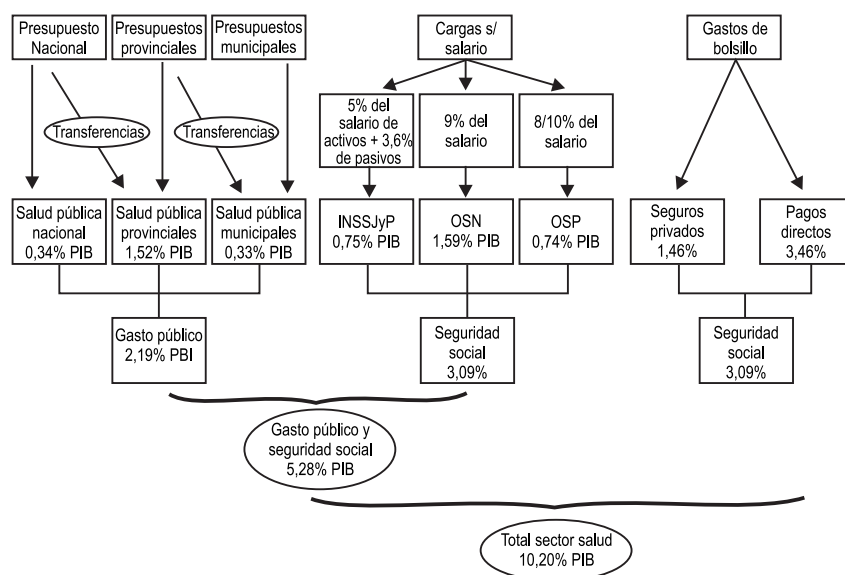 Presupuesto
Nacional
Presupuestos
provinciales
Presupuestos
municipales
Cargas s/
salario
Gastos de
bolsillo
Transferencias
Transferencias
5% del
salario de
activos + 3,6%
de pasivos
9% del
salario
8/10% del
salario
Salud pública
nacional
0,34% PIB
Salud pública
provinciales
1,52% PIB
Salud pública
municipales
0,33% PIB
INSSJyP
0,75% PIB
OSN
1,59% PIB
OSP
0,74% PIB
Seguros
privados
1,46%
Pagos
directos
3,46%
Gasto público
2,19% PBI
Seguridad
social
3,09%
Seguridad
social
3,09%
Gasto público y
seguridad social
5,28% PIB
Total sector salud
10,20% PIB